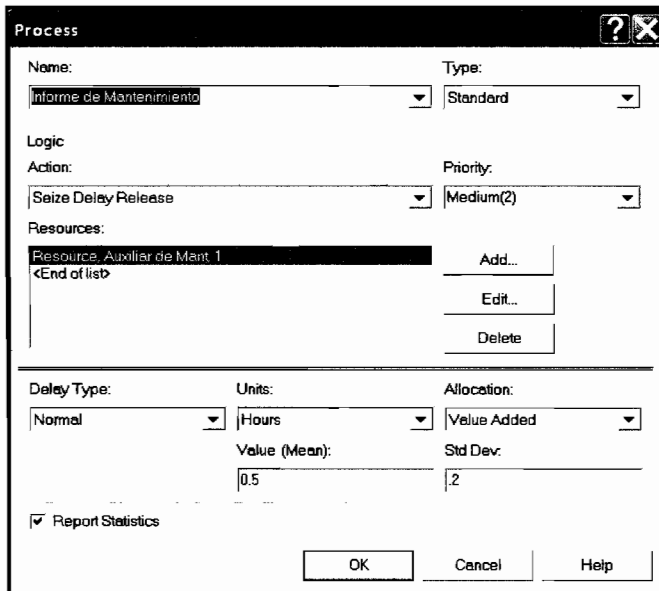 Process
Name: Type:
Informe de Mantenimiento Standard
Logic
Action: Priority:
Seize Delay Release Medium(2)
Resources:
Resource, Auxiliar de Mant, 1
<End of list>
Add...
Edit...
Delete
Delay Type: Units: Allocation:
Normal Hours Value Added
Value (Mean): Std Dev:
0.5 .2
Report Statistics
OK Cancel Help